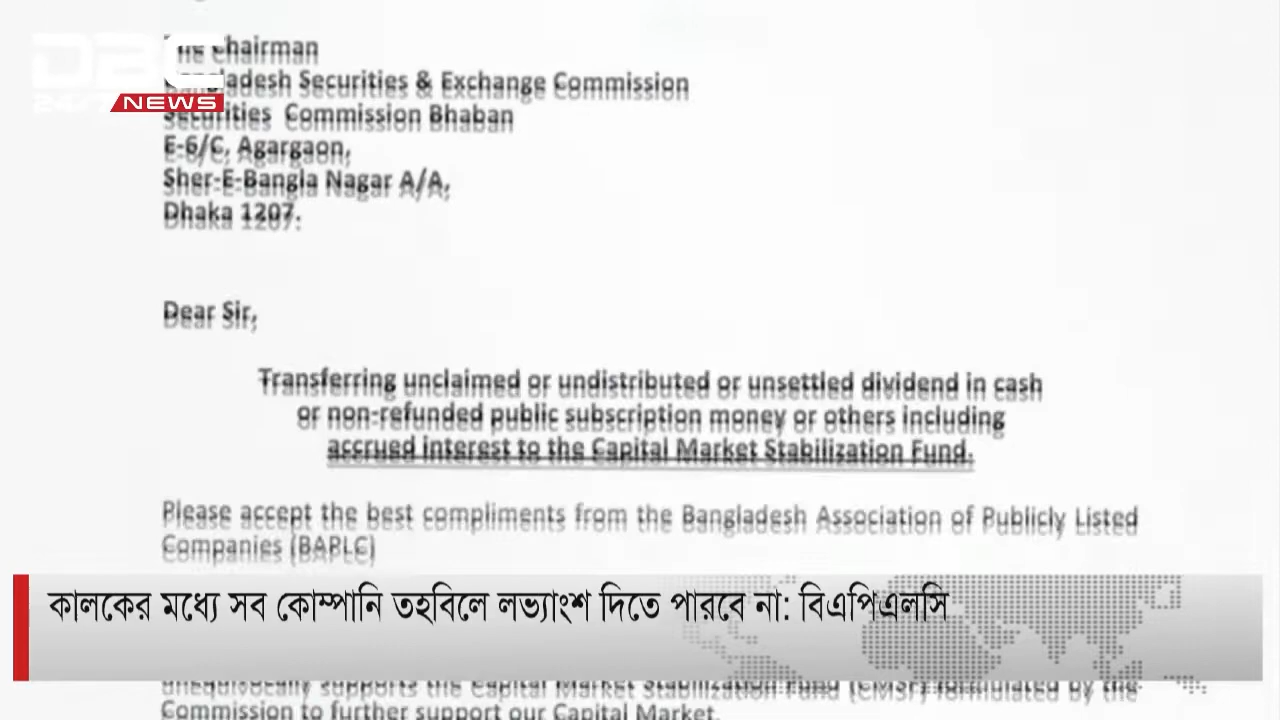 DBC
24/7 NEWS
The Chairman
Bangladesh Securities & Exchange Commission
Securities Commission Bhaban
E-6/C, Agargaon,
Sher-E-Bangla Nagar A/A,
Dhaka 1207.
Dear Sir,
Transferring unclaimed or undistributed or unsettled dividend in cash
or non-refunded public subscription money or others including
accrued interest to the Capital Market Stabilization Fund.
Please accept the best compliments from the Bangladesh Association of Publicly Listed
Companies (BAPLC)
কালকের মধ্যে সব কোম্পানি তহবিলে লভ্যাংশ দিতে পারবে না: বিএপিএলসি
unequivocally supports the Capital Market Stabilization Fund (CMSF) formulated by the
Commission to further support our Capital Market.